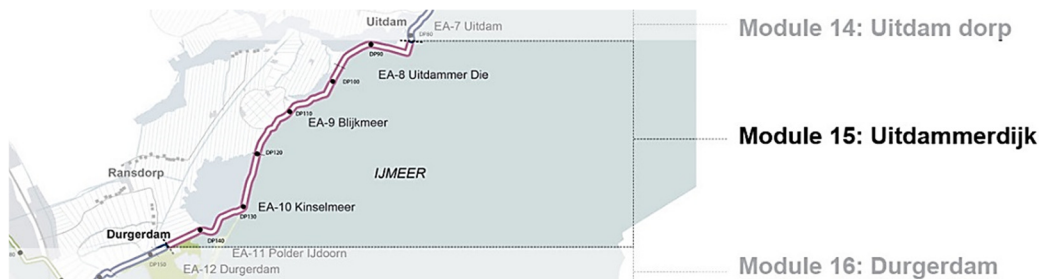 Uitdam
EA-7 Uitdam
DP80
Module 14: Uitdam dorp
DP90
EA-8 Uitdammer Die
DP100
DP110
EA-9 Blijkmeer
Module 15: Uitdammerdijk
DP120
Ransdorp
IJMEER
EA-10 Kinselmeer
DP130
Durgerdam
DP140
EA-11 Polder IJdoorn
DP150
EA-12 Durgerdam
Module 16: Durgerdam